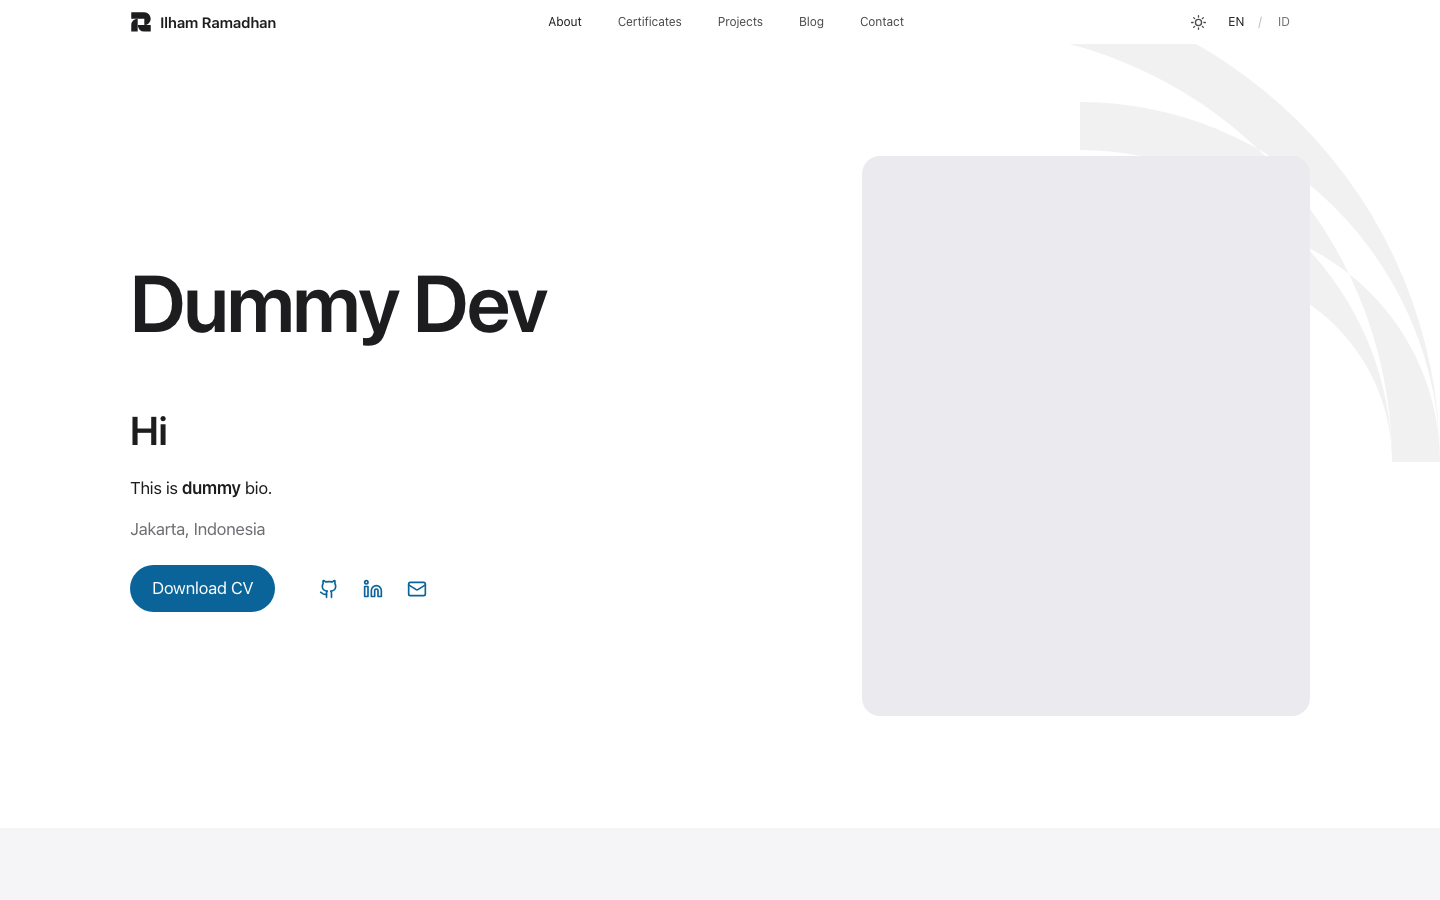 Ilham Ramadhan
About
Certificates
Projects
Blog
Contact
EN / ID
Dummy Dev
Hi
This is dummy bio.
Jakarta, Indonesia
Download CV